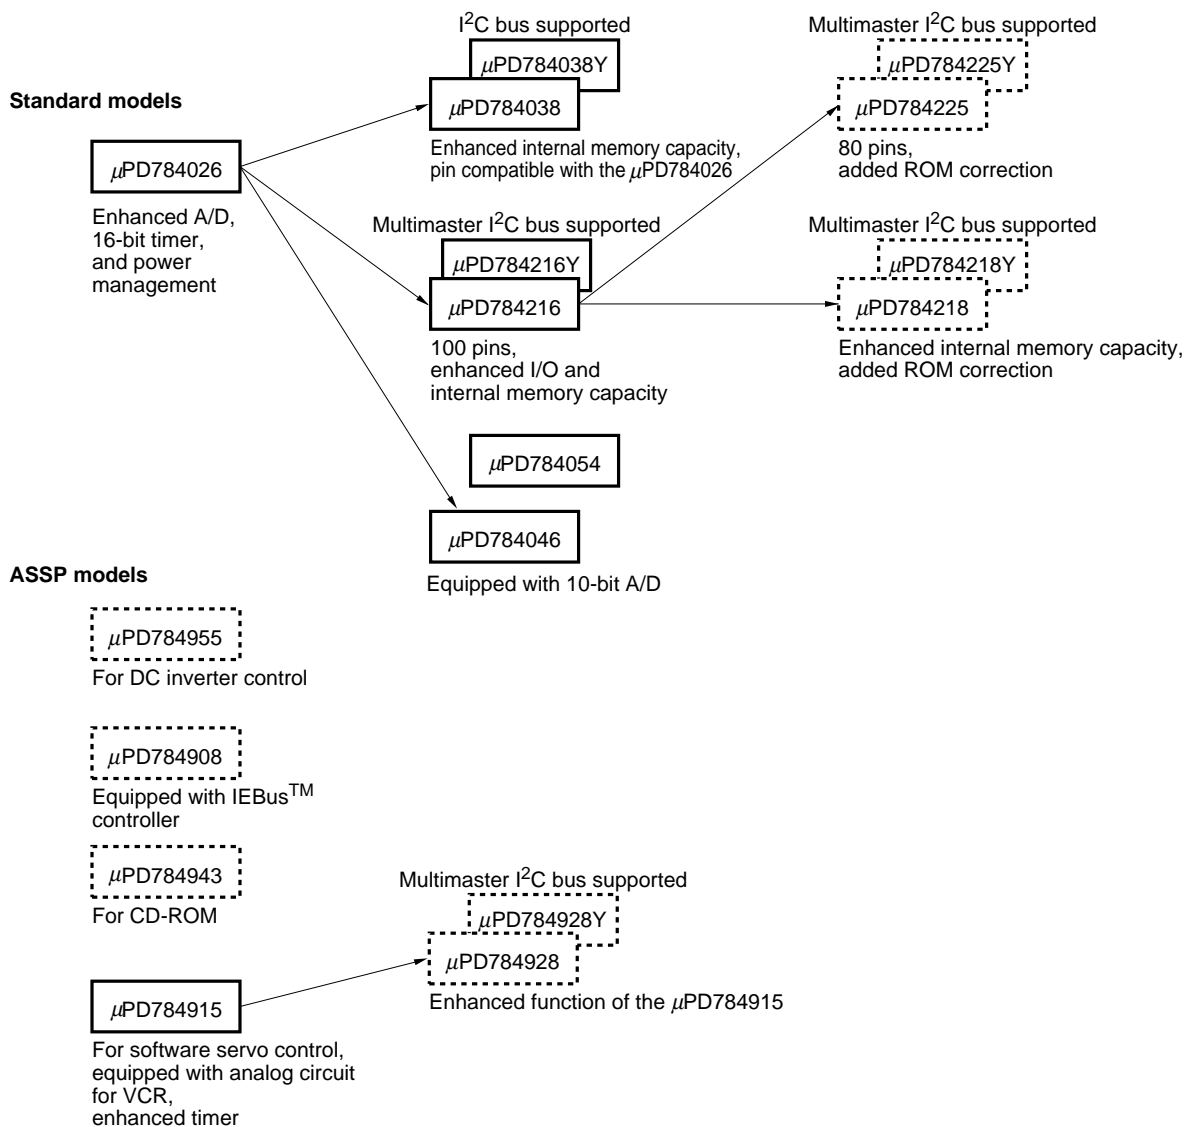 Standard models
µPD784026
Enhanced A/D,
16-bit timer,
and power
management
I2C bus supported
µPD784038Y
µPD784038
Enhanced internal memory capacity,
pin compatible with the µPD784026
Multimaster I2C bus supported
µPD784225Y
µPD784225
80 pins,
added ROM correction
Multimaster I2C bus supported
µPD784216Y
µPD784216
100 pins,
enhanced I/O and
internal memory capacity
Multimaster I2C bus supported
µPD784218Y
µPD784218
Enhanced internal memory capacity,
added ROM correction
µPD784054
µPD784046
Equipped with 10-bit A/D
ASSP models
µPD784955
For DC inverter control
µPD784908
Equipped with IEBusTM
controller
µPD784943
For CD-ROM
Multimaster I2C bus supported
µPD784928Y
µPD784928
Enhanced function of the µPD784915
µPD784915
For software servo control,
equipped with analog circuit
for VCR,
enhanced timer